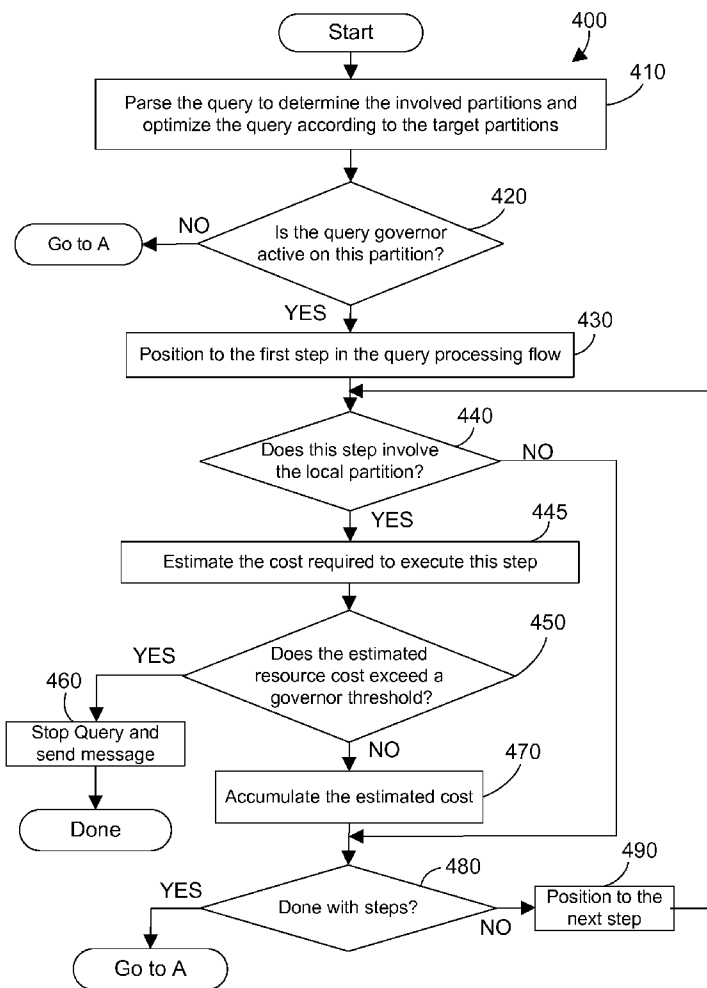 Start
400
410
Parse the query to determine the involved partitions and
optimize the query according to the target partitions
420
NO
Go to A
Is the query governor
active on this partition?
YES
430
Position to the first step in the query processing flow
440
Does this step involve
the local partition?
NO
YES
445
Estimate the cost required to execute this step
450
YES
Does the estimated
resource cost exceed a
governor threshold?
460
Stop Query and
send message
NO
470
Accumulate the estimated cost
Done
480
490
YES
Done with steps?
NO
Position to the
next step
Go to A